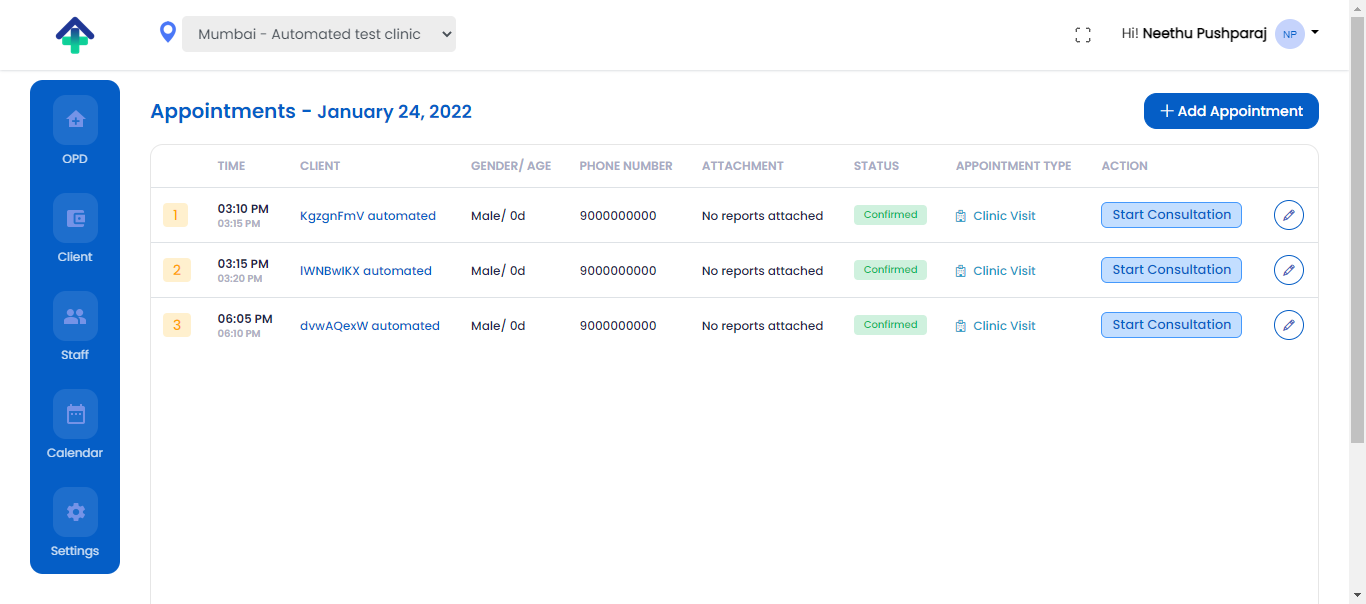 Mumbai - Automated test clinic
Hi! Neethu Pushparaj NP
OPD
Client
Staff
Calendar
Settings
Appointments - January 24, 2022
+ Add Appointment
TIME CLIENT GENDER/ AGE PHONE NUMBER ATTACHMENT STATUS APPOINTMENT TYPE ACTION
1 03:10 PM KgzgnFmV automated Male/ 0d 9000000000 No reports attached Confirmed Clinic Visit Start Consultation
03:15 PM
2 03:15 PM IWNBwIKX automated Male/ 0d 9000000000 No reports attached Confirmed Clinic Visit Start Consultation
03:20 PM
3 06:05 PM dvwAQexW automated Male/ 0d 9000000000 No reports attached Confirmed Clinic Visit Start Consultation
06:10 PM